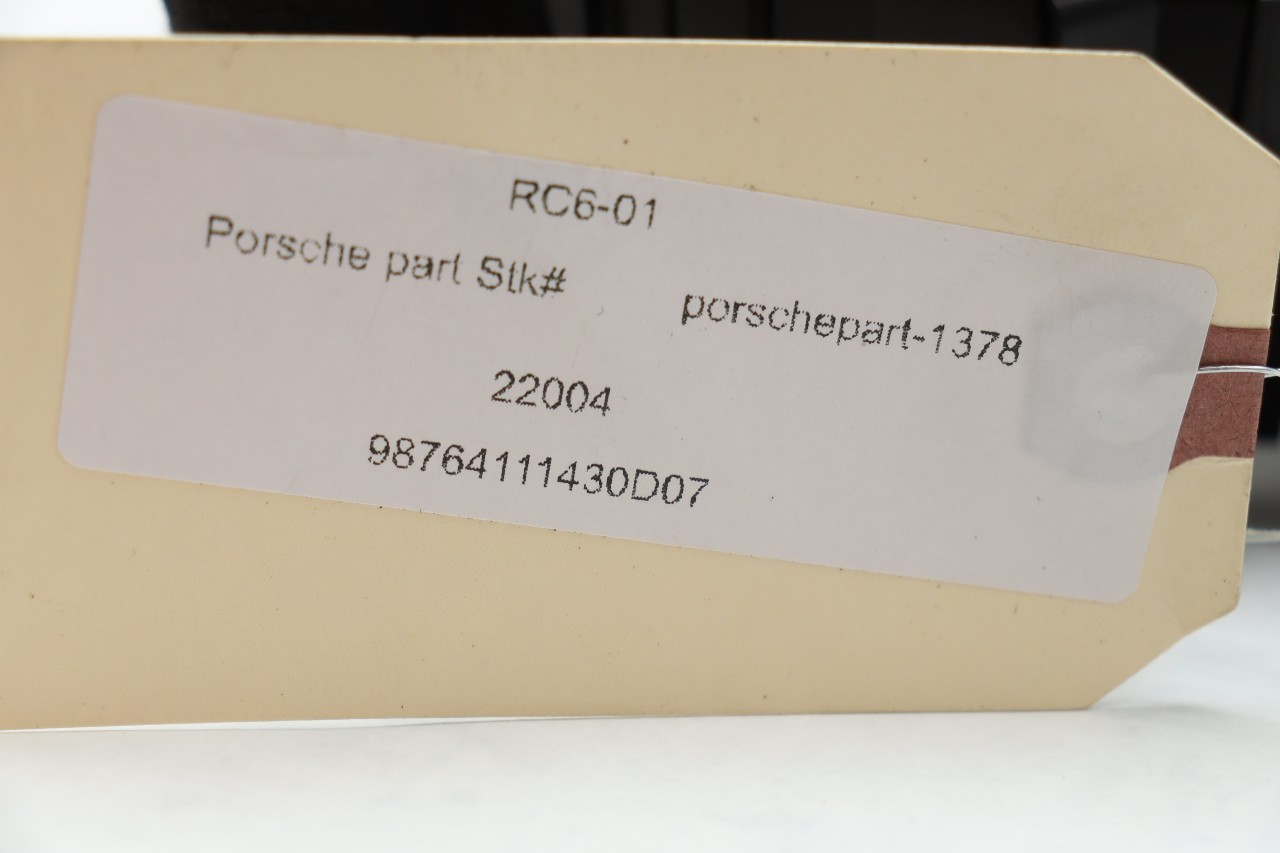 RC6-01
Porsche part Stk# porschepart-1378
22004
98764111430D07